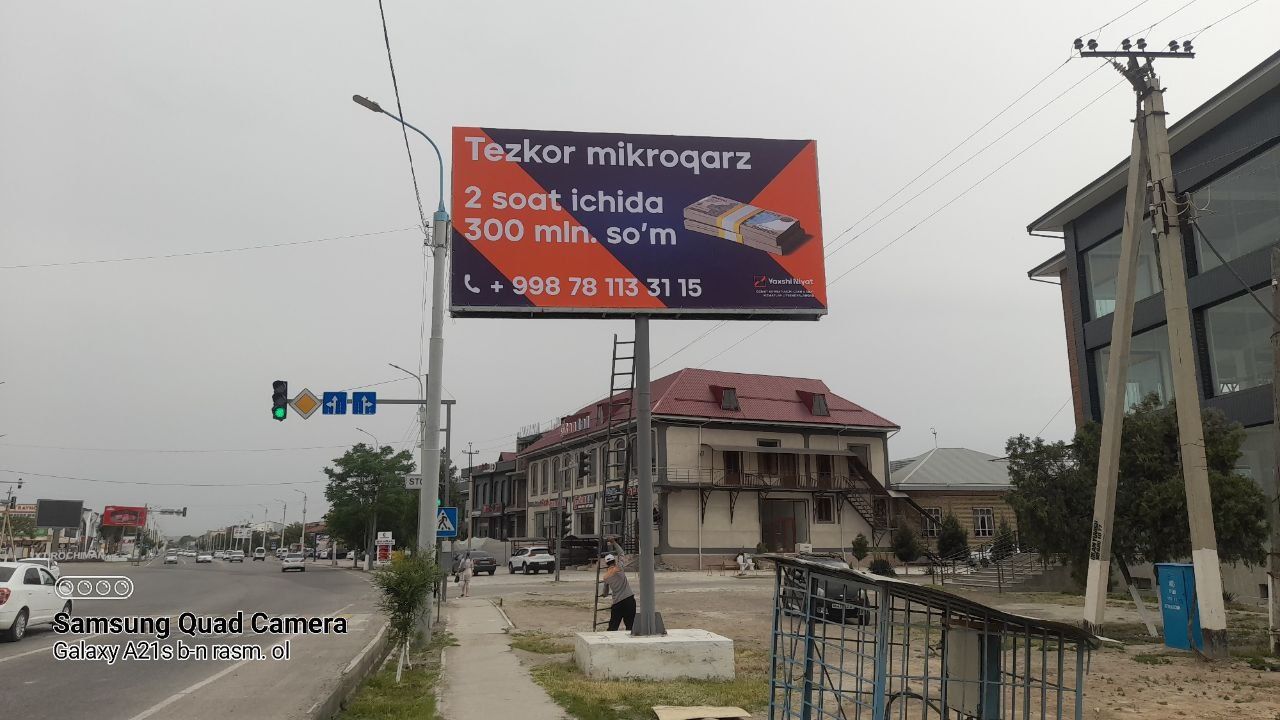 Tezkor mikroqarz
2 soat ichida
300 mln. so'm
+ 998 78 113 31 15
Yaxshi Niyat
STO
Samsung Quad Camera
Galaxy A21s b-n rasm. ol